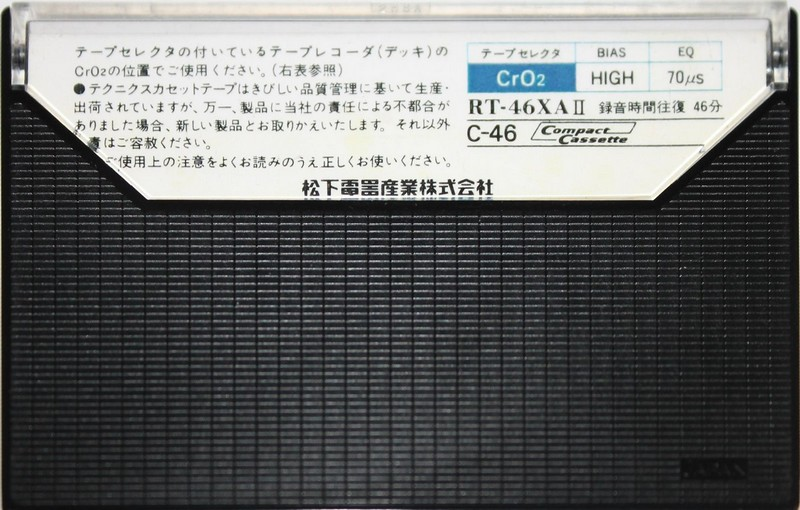 テープセレクタの付いているテープレコーダ(デッキ)の
CrO2の位置でご使用ください。(右表参照)
●テクニクスカセットテープはきびしい品質管理に基いて生産・
出荷されていますが、万一、製品に当社の責任による不都合が
ありました場合、新しい製品とお取りかえいたします。それ以外
責はご容赦ください。
ご使用上の注意をよくお読みのうえ正しくお使いください。
松下電器産業株式会社
テープセレクタ BIAS EQ
CrO2 HIGH 70μs
RT-46XAⅡ 録音時間往復 46分
C-46 Compact Cassette
JAPAN